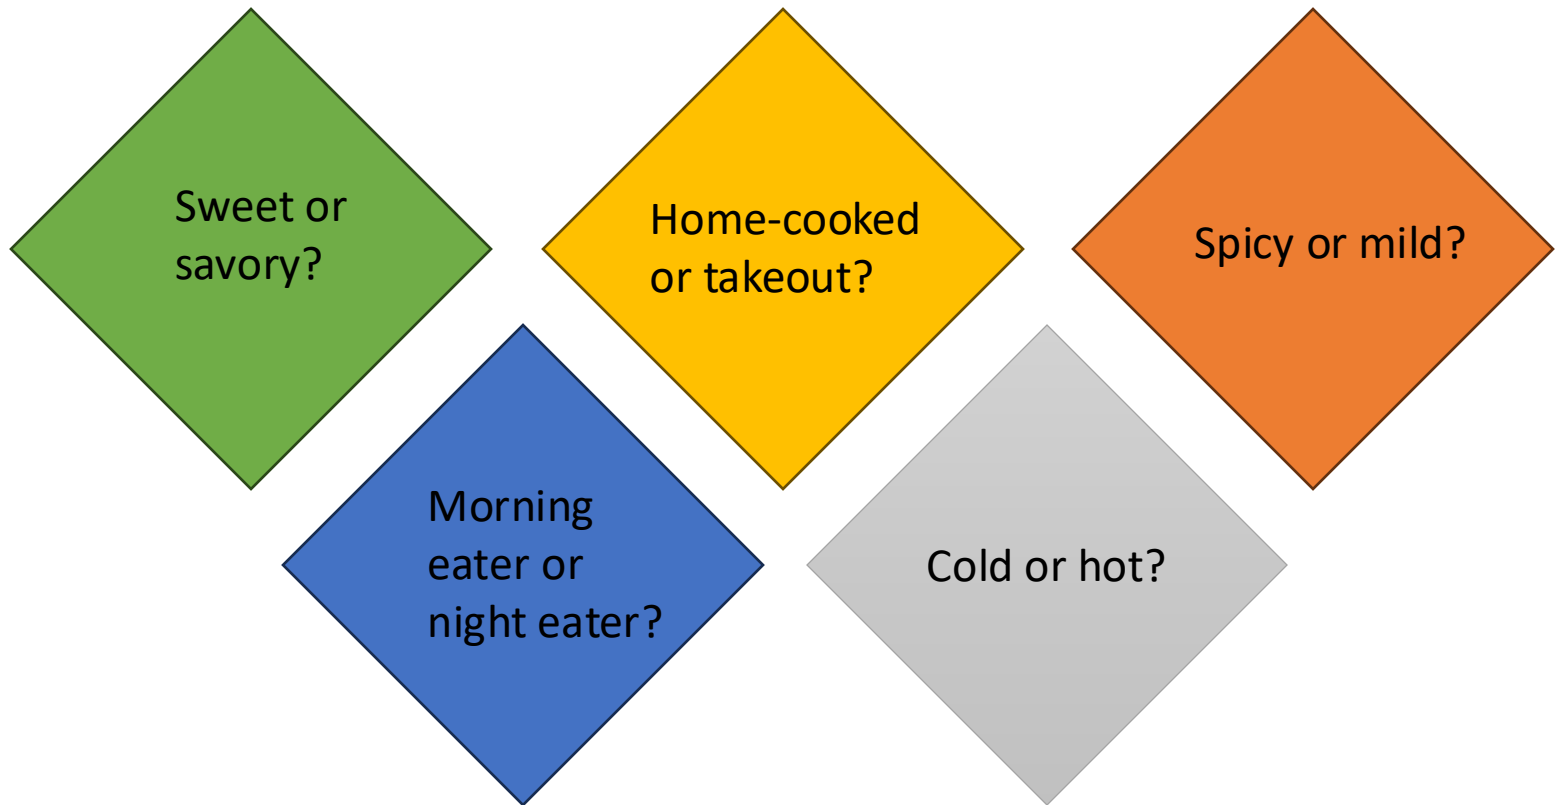 Sweet or
savory?
Home-cooked
or takeout?
Spicy or mild?
Morning
eater or
night eater?
Cold or hot?